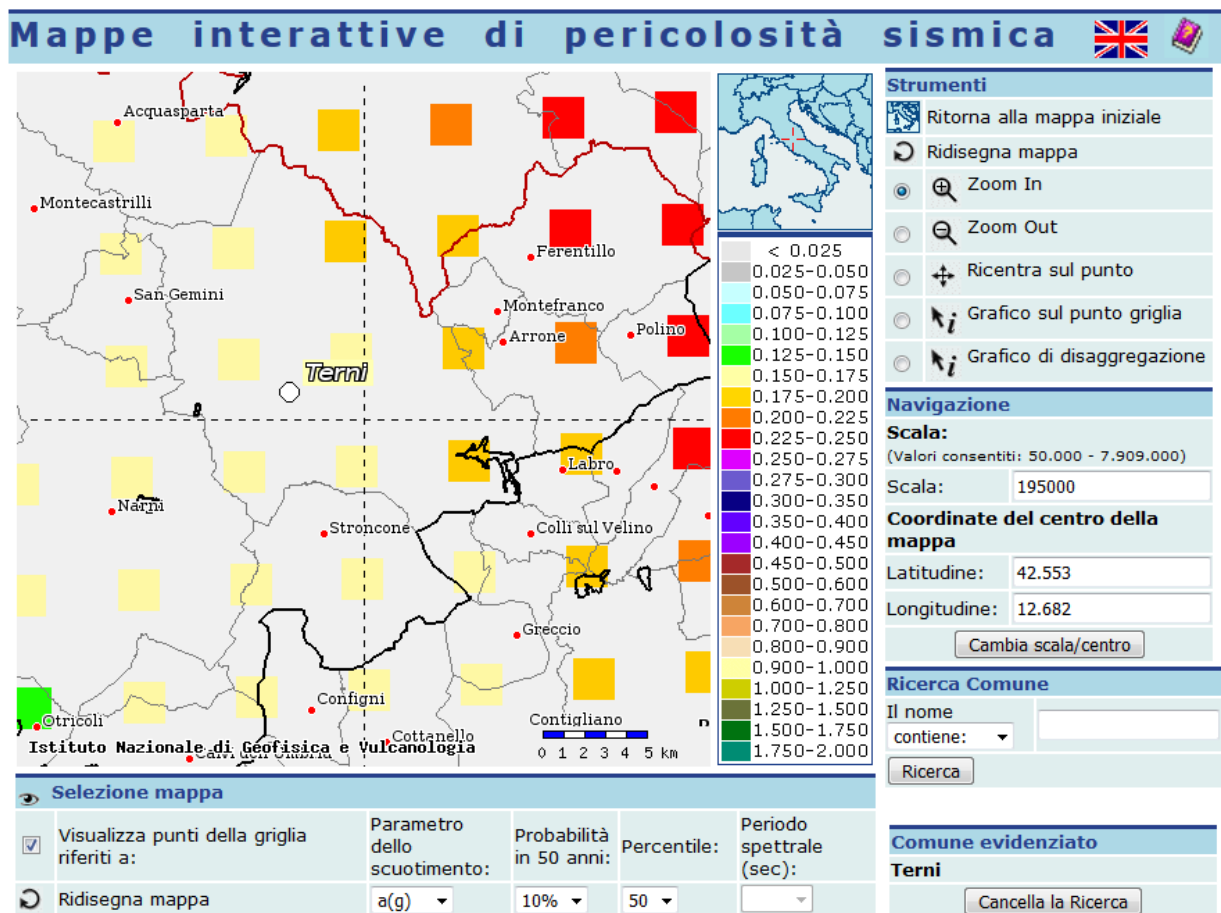 Mappe interattive di pericolosità sismica
Acquasparta
Montecastrilli
Ferentillo
San Gemini
Montefranco
Arrone
Polino
Terni
Labro
Narni
Stroncone
Colli sul Velino
Greccio
Configni
Otricoli
Contigliano
Cottanello
Istituto Nazionale di Geofisica e Vulcanologia
0 1 2 3 4 5 km
< 0.025
0.025-0.050
0.050-0.075
0.075-0.100
0.100-0.125
0.125-0.150
0.150-0.175
0.175-0.200
0.200-0.225
0.225-0.250
0.250-0.275
0.275-0.300
0.300-0.350
0.350-0.400
0.400-0.450
0.450-0.500
0.500-0.600
0.600-0.700
0.700-0.800
0.800-0.900
0.900-1.000
1.000-1.250
1.250-1.500
1.500-1.750
1.750-2.000
Strumenti
Ritorna alla mappa iniziale
Ridisegna mappa
Zoom In
Zoom Out
Ricentra sul punto
Grafico sul punto griglia
Grafico di disaggregazione
Navigazione
Scala:
(Valori consentiti: 50.000 - 7.909.000)
Scala: 195000
Coordinate del centro della
mappa
Latitudine: 42.553
Longitudine: 12.682
Cambia scala/centro
Ricerca Comune
Il nome
contiene:
Ricerca
Comune evidenziato
Terni
Cancella la Ricerca
Selezione mappa
Visualizza punti della griglia
riferiti a:
Parametro
dello
scuotimento:
Probabilità
in 50 anni:
Percentile:
Periodo
spettrale
(sec):
Ridisegna mappa
a(g)
10%
50